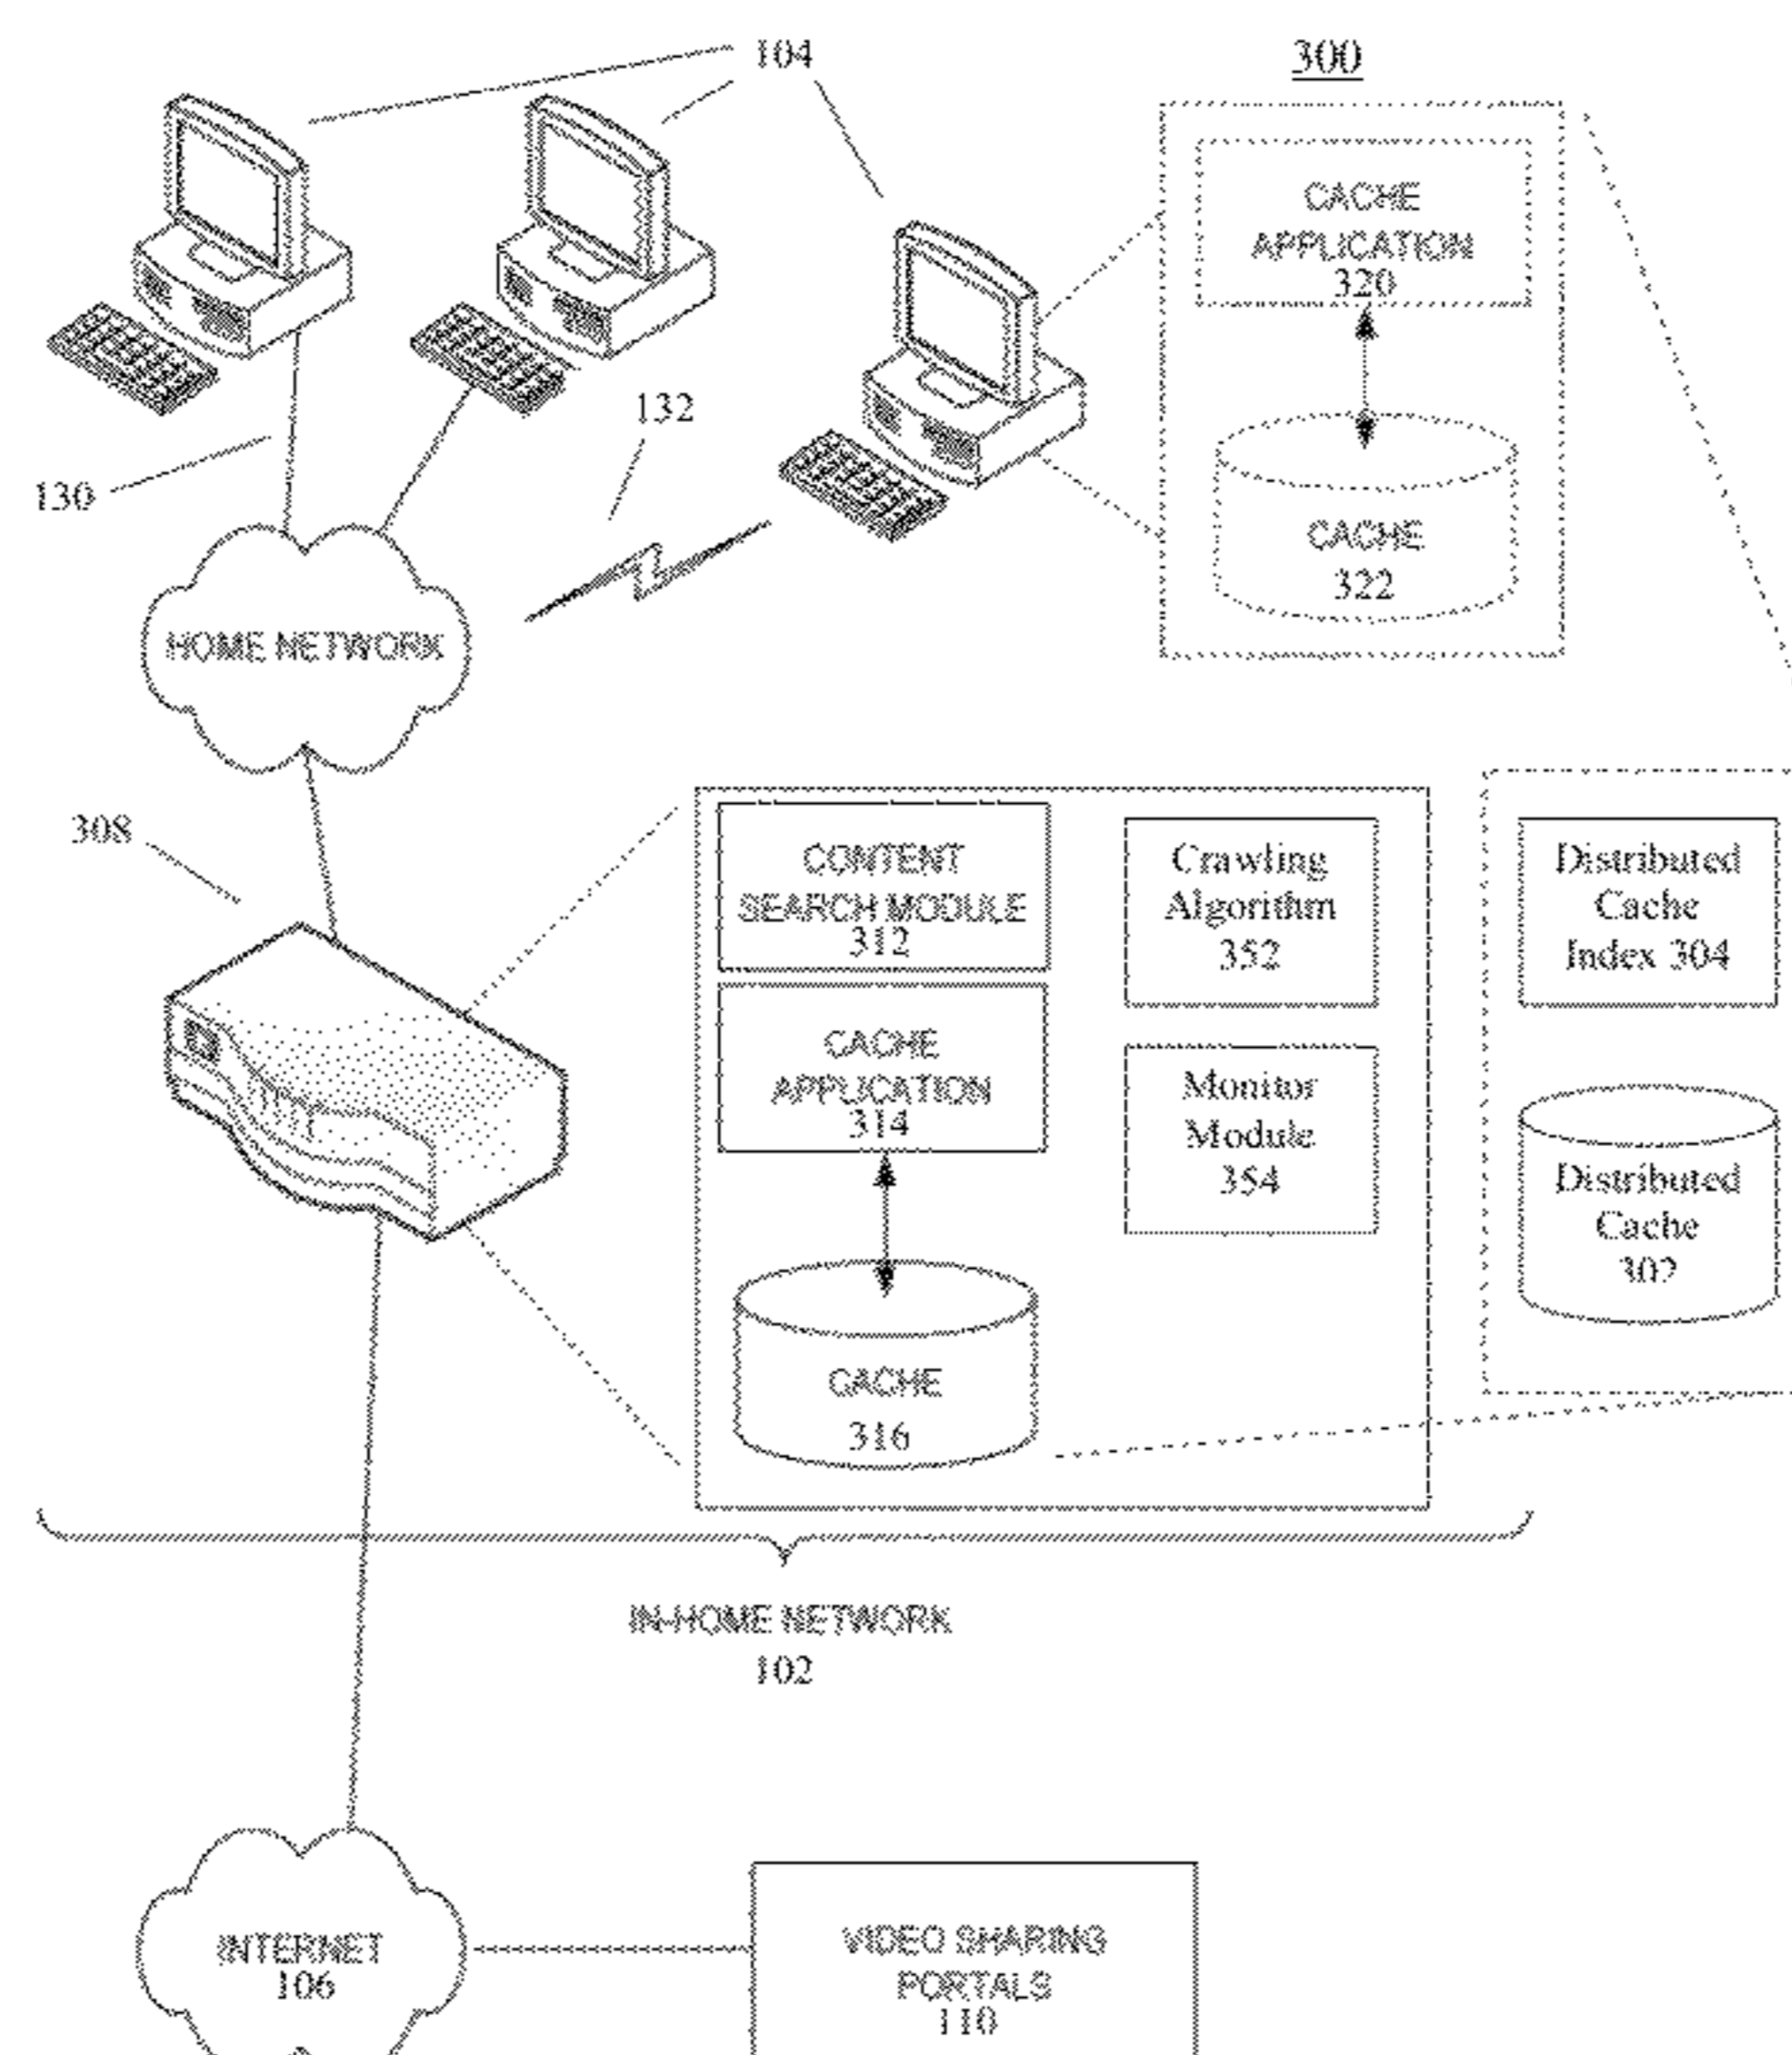 104
300
CACHE
APPLICATION
320
132
130
CACHE
322
HOME NETWORK
308
CONTENT
SEARCH MODULE
312
Crawling
Algorithm
352
Distributed
Cache
Index 304
CACHE
APPLICATION
314
Monitor
Module
354
Distributed
Cache
302
CACHE
316
IN-HOME NETWORK
102
INTERNET
106
VIDEO SHARING
PORTALS
110